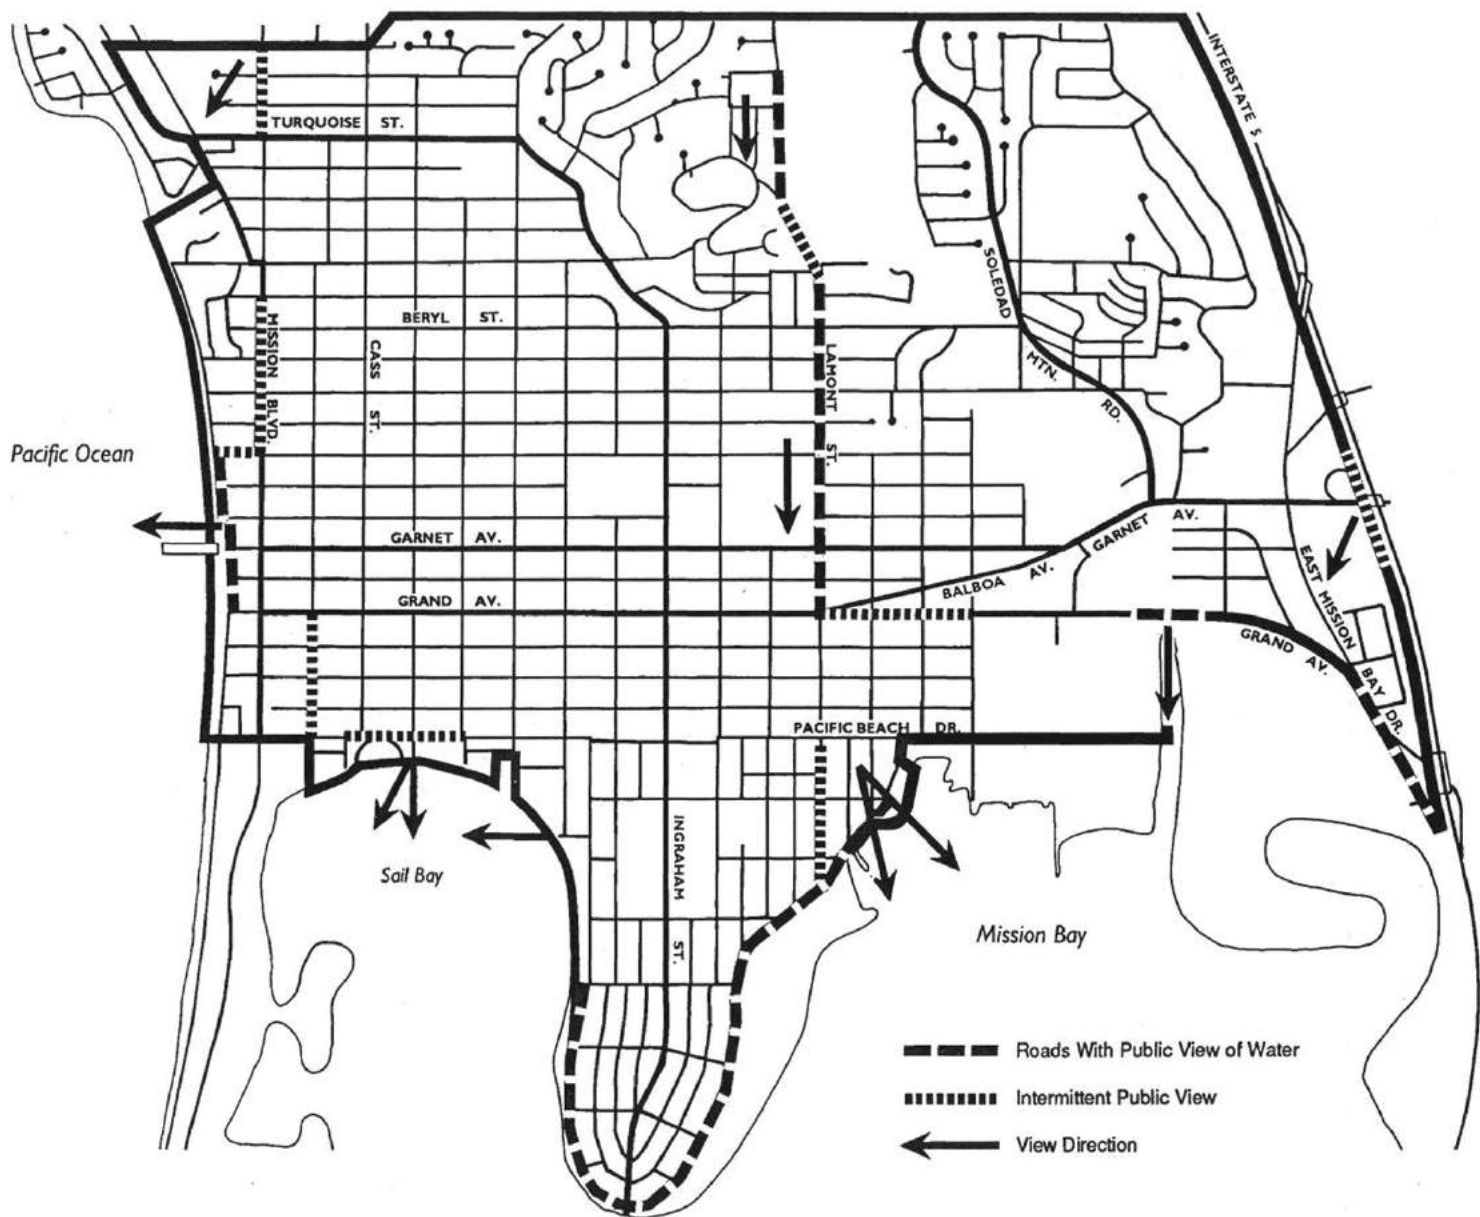 INTERSTATE 5
TURQUOISE ST.
SOLEDAD MTN. RD.
BERYL ST.
MISSION BLVD.
CASS ST.
LAMONT ST.
Pacific Ocean
GARNET AV.
GARNET AV.
BALBOA AV.
EAST MISSION BAY DR.
GRAND AV.
GRAND AV.
PACIFIC BEACH DR.
INGRAHAM ST.
Sail Bay
Mission Bay
Roads With Public View of Water
Intermittent Public View
View Direction